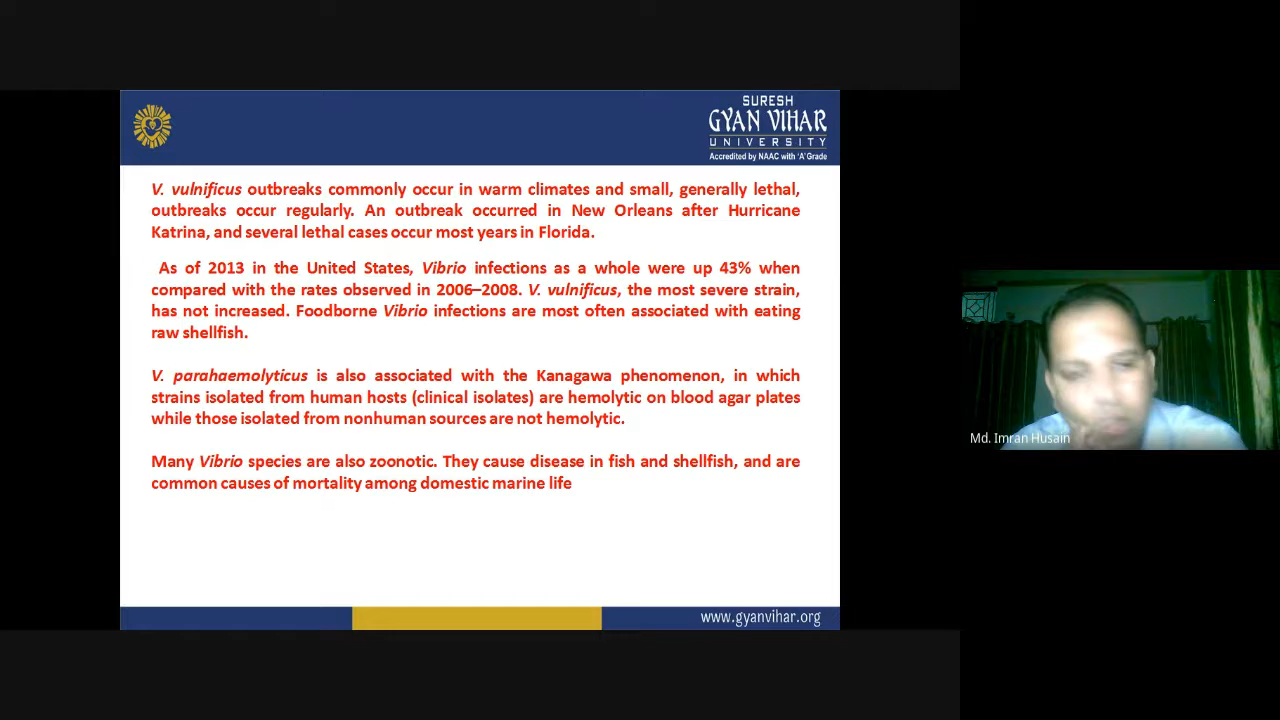 SURESH
GYAN VIHAR
UNIVERSITY
Accredited by NAAC with 'A' Grade
V. vulnificus outbreaks commonly occur in warm climates and small, generally lethal,
outbreaks occur regularly. An outbreak occurred in New Orleans after Hurricane
Katrina, and several lethal cases occur most years in Florida.
As of 2013 in the United States, Vibrio infections as a whole were up 43% when
compared with the rates observed in 2006–2008. V. vulnificus, the most severe strain,
has not increased. Foodborne Vibrio infections are most often associated with eating
raw shellfish.
V. parahaemolyticus is also associated with the Kanagawa phenomenon, in which
strains isolated from human hosts (clinical isolates) are hemolytic on blood agar plates
while those isolated from nonhuman sources are not hemolytic.
Many Vibrio species are also zoonotic. They cause disease in fish and shellfish, and are
common causes of mortality among domestic marine life
www.gyanvihar.org
Md. Imran Husain